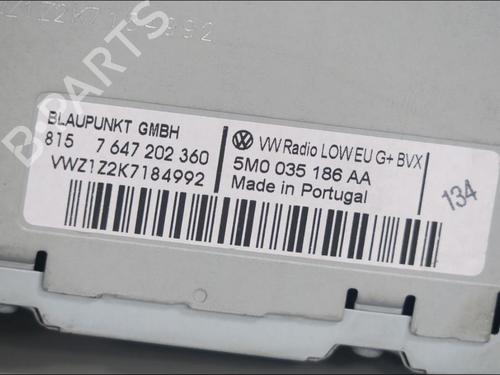 BLAUPUNKT GMBH
815 7 647 202 360
VWZ1Z2K7184992
VW Radio LOW EU G+ BVX
5M0 035 186 AA
Made in Portugal
134
B-PARTS